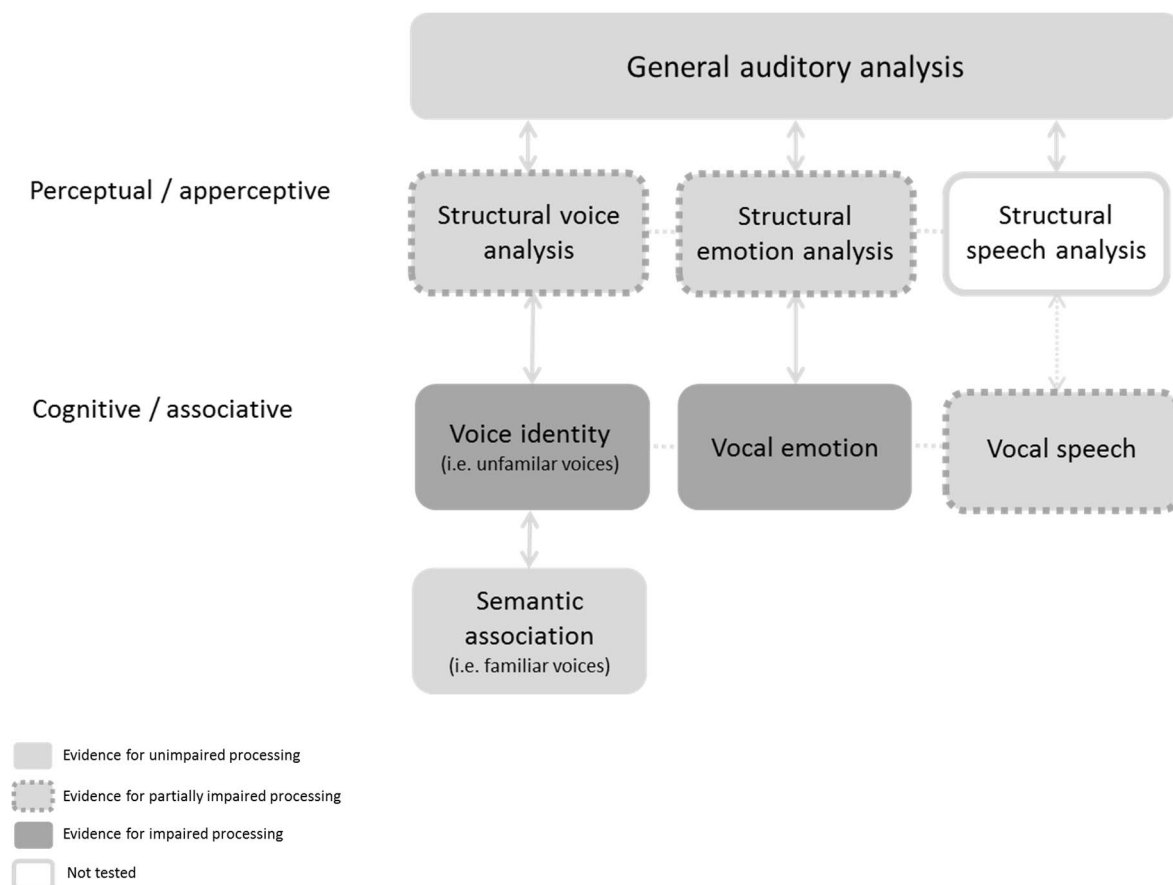 General auditory analysis
Perceptual / apperceptive
Structural voice
analysis
Structural
emotion analysis
Structural
speech analysis
Cognitive / associative
Voice identity
(i.e. unfamilar voices)
Vocal emotion
Vocal speech
Semantic
association
(i.e. familiar voices)
Evidence for unimpaired processing
Evidence for partially impaired processing
Evidence for impaired processing
Not tested